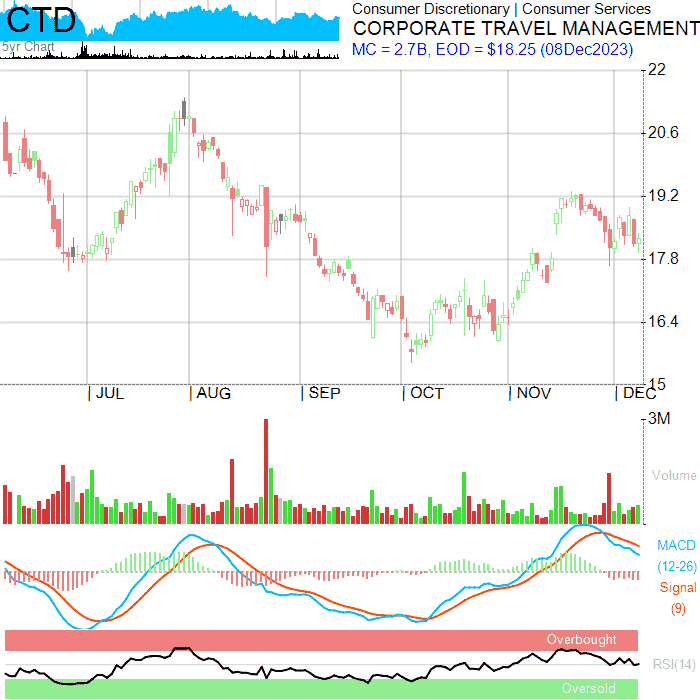 CTD
5yr Chart
Consumer Discretionary | Consumer Services
CORPORATE TRAVEL MANAGEMENT
MC = 2.7B, EOD = $18.25 (08Dec2023)
22
20.6
19.2
17.8
16.4
15
| JUL
| AUG
| SEP
| OCT
| NOV
| DEC
3M
Volume
MACD
(12-26)
Signal
(9)
Overbought
RSI(14)
Oversold